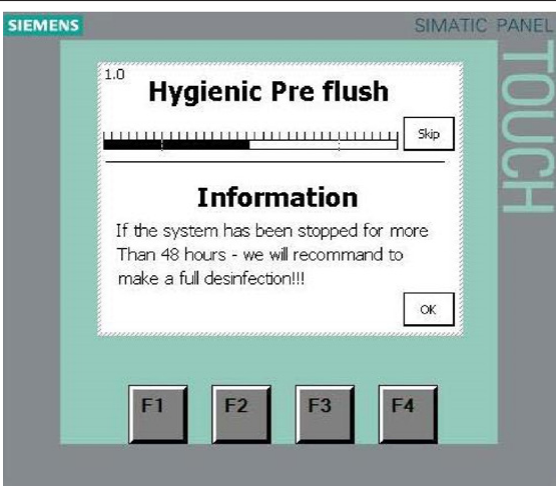 SIEMENS
SIMATIC PANEL
TOUCH
1.0
Hygienic Pre flush
Skip
Information
If the system has been stopped for more
Than 48 hours - we will recommand to
make a full desinfection!!!
OK
F1 F2 F3 F4